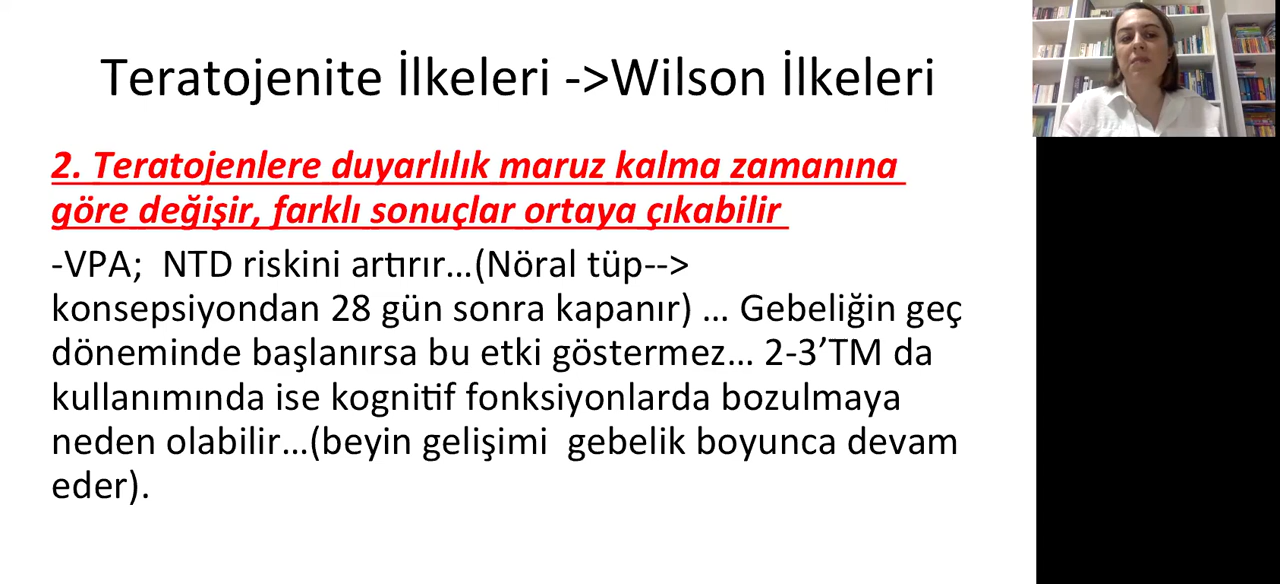 Teratojenite İlkeleri ->Wilson İlkeleri
2. Teratojenlere duyarlılık maruz kalma zamanına
göre değişir, farklı sonuçlar ortaya çıkabilir
-VPA;  NTD riskini artırır...(Nöral tüp-->
konsepsiyondan 28 gün sonra kapanır) ... Gebeliğin geç
döneminde başlanırsa bu etki göstermez... 2-3’TM da
kullanımında ise kognitif fonksiyonlarda bozulmaya
neden olabilir...(beyin gelişimi  gebelik boyunca devam
eder).